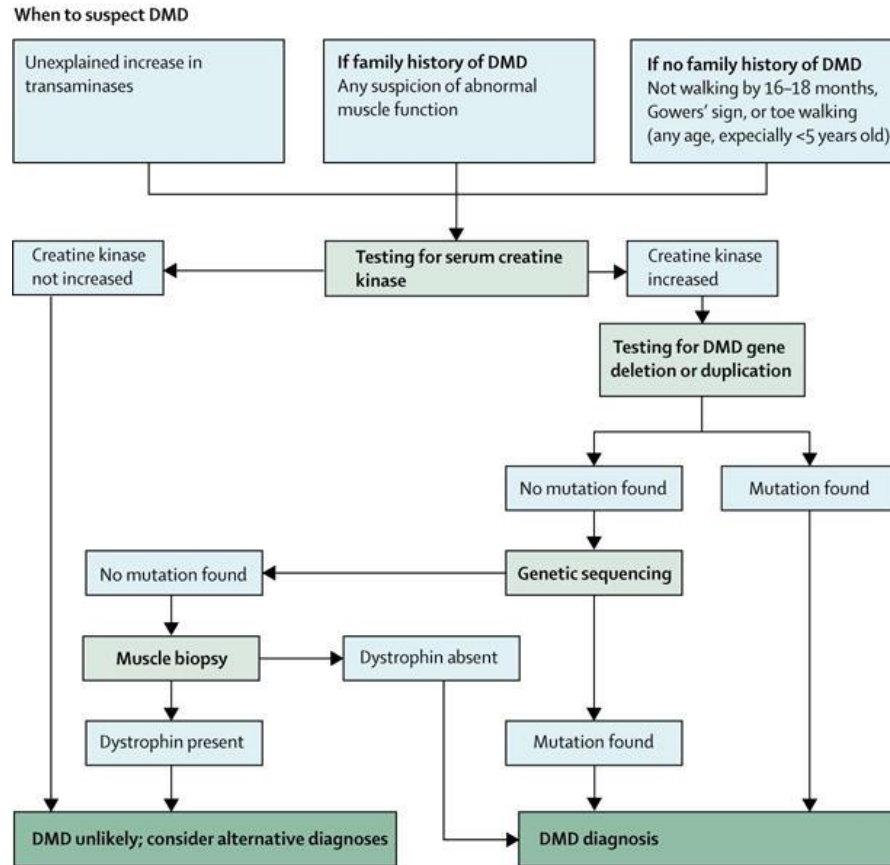 When to suspect DMD
Unexplained increase in
transaminases
If family history of DMD
Any suspicion of abnormal
muscle function
If no family history of DMD
Not walking by 16–18 months,
Gowers’ sign, or toe walking
(any age, expecially <5 years old)
Creatine kinase
not increased
Testing for serum creatine
kinase
Creatine kinase
increased
Testing for DMD gene
deletion or duplication
No mutation found
Mutation found
No mutation found
Genetic sequencing
Muscle biopsy
Dystrophin absent
Dystrophin present
Mutation found
DMD unlikely; consider alternative diagnoses
DMD diagnosis